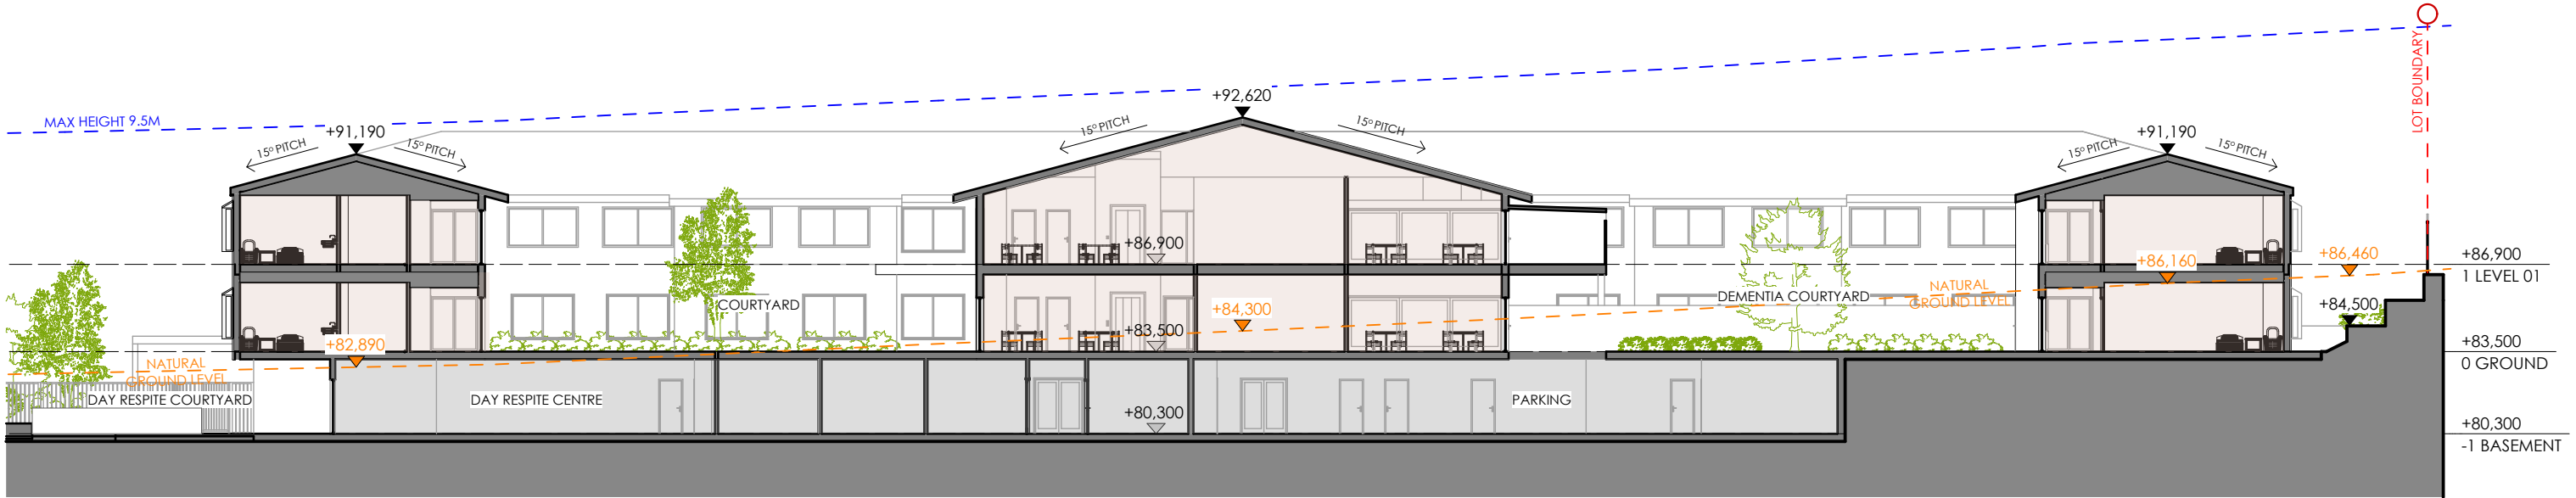 LOT BOUNDARY
MAX HEIGHT 9.5M
+92,620
+91,190
15° PITCH
15° PITCH
15° PITCH
15° PITCH
+91,190
15° PITCH
15° PITCH
+86,900
+86,160
+86,460
+86,900
1 LEVEL 01
COURTYARD
+84,300
DEMENTIA COURTYARD
NATURAL
GROUND LEVEL
+84,500
+82,890
+83,500
+83,500
0 GROUND
NATURAL
GROUND LEVEL
DAY RESPITE COURTYARD
DAY RESPITE CENTRE
PARKING
+80,300
+80,300
-1 BASEMENT